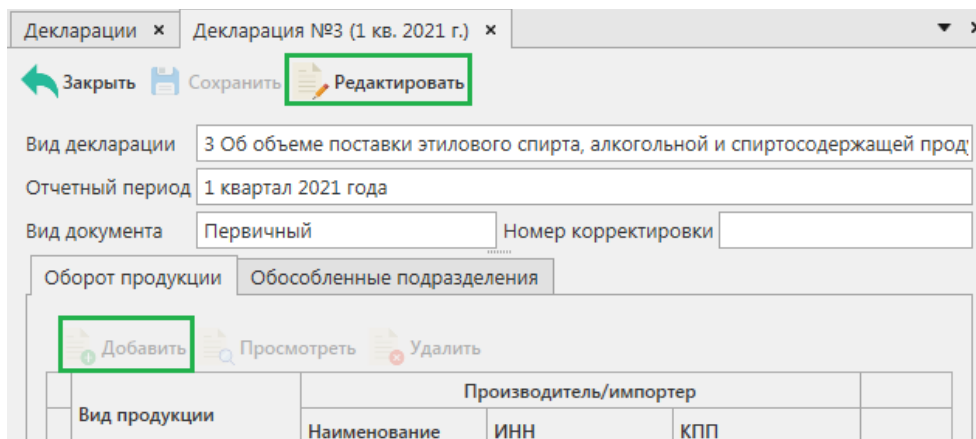 Декларации × Декларация №3 (1 кв. 2021 г.) ×
Закрыть Сохранить Редактировать
Вид декларации 3 Об объеме поставки этилового спирта, алкогольной и спиртосодержащей прод
Отчетный период 1 квартал 2021 года
Вид документа Первичный Номер корректировки
Оборот продукции Обособленные подразделения
Добавить Просмотреть Удалить
Производитель/импортер
Вид продукции
Наименование ИНН КПП